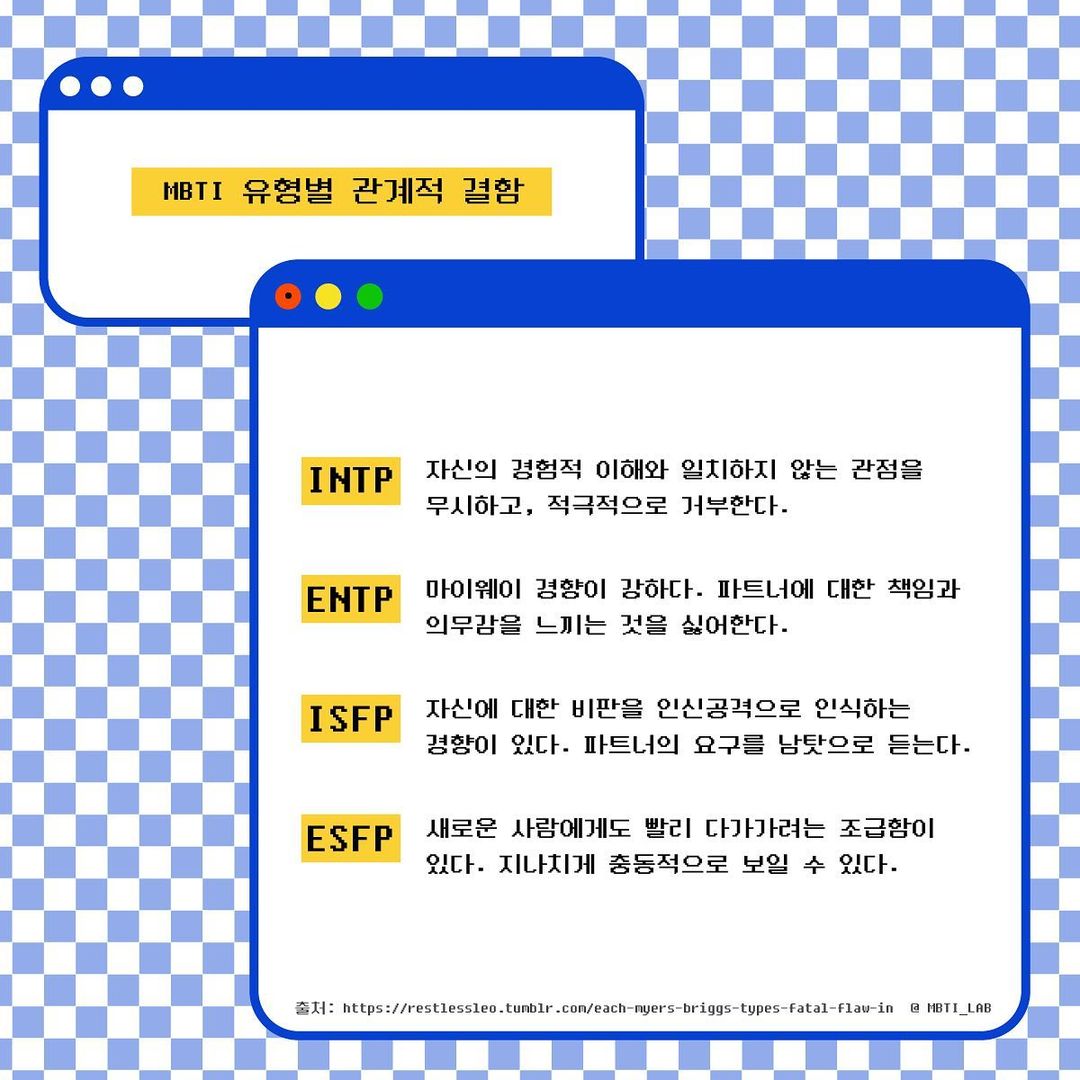 MBTI 유형별 관계적 결함
INTP
자신의 경험적 이해와 일치하지 않는 관점을
무시하고, 적극적으로 거부한다.
ENTP
마이웨이 경향이 강하다. 파트너에 대한 책임과
의무감을 느끼는 것을 싫어한다.
ISFP
자신에 대한 비판을 인신공격으로 인식하는
경향이 있다. 파트너의 요구를 남탓으로 듣는다.
ESFP
새로운 사람에게도 빨리 다가가려는 조급함이
있다. 지나치게 충동적으로 보일 수 있다.
출처: https://restlessleo.tumblr.com/each-myers-briggs-types-fatal-flaw-in @ MBTI_LAB